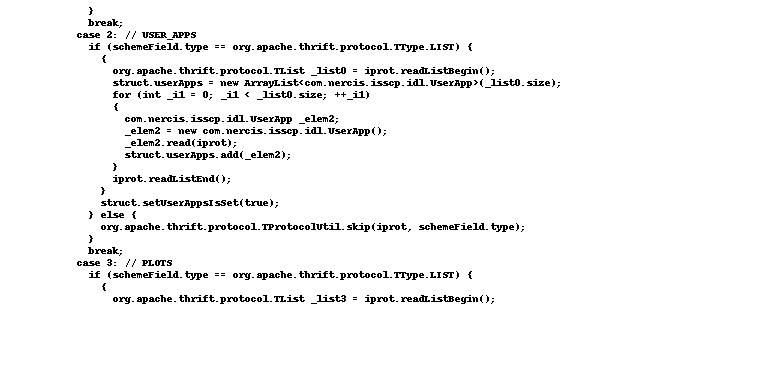 }
break;
case 2: // USER_APPS
if (schemeField.type == org.apache.thrift.protocol.TType.LIST) {
{
org.apache.thrift.protocol.TList _list0 = iprot.readListBegin();
struct.userApps = new ArrayList<com.nercis.isscp.idl.UserApp>(_list0.size);
for (int _i1 = 0; _i1 < _list0.size; ++_i1)
{
com.nercis.isscp.idl.UserApp _elem2;
_elem2 = new com.nercis.isscp.idl.UserApp();
_elem2.read(iprot);
struct.userApps.add(_elem2);
}
iprot.readListEnd();
}
struct.setUserAppsIsSet(true);
} else {
org.apache.thrift.protocol.TProtocolUtil.skip(iprot, schemeField.type);
}
break;
case 3: // PLOTS
if (schemeField.type == org.apache.thrift.protocol.TType.LIST) {
{
org.apache.thrift.protocol.TList _list3 = iprot.readListBegin();